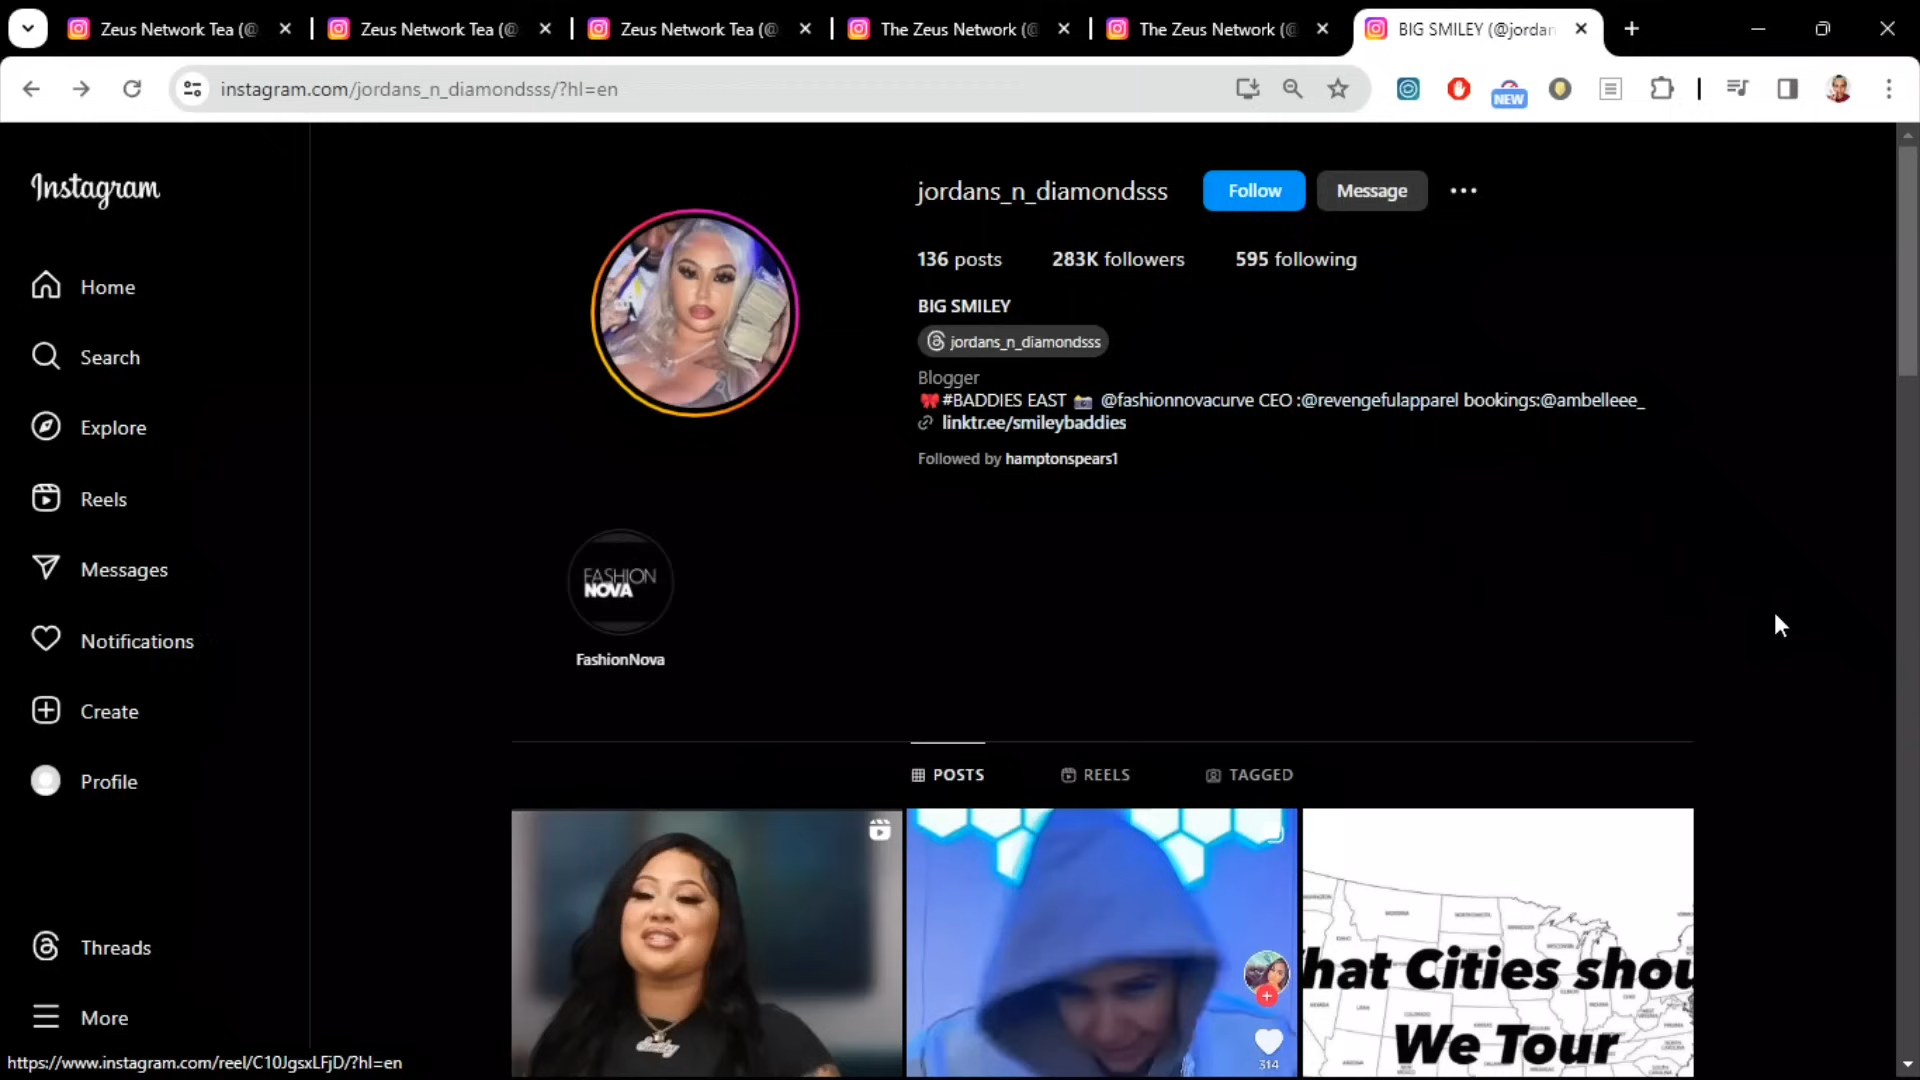 Zeus Network Tea (@
Zeus Network Tea (@
Zeus Network Tea (@
The Zeus Network (@
The Zeus Network (@
BIG SMILEY (@jordan
instagram.com/jordans_n_diamondsss/?hl=en
NEW
Instagram
jordans_n_diamondsss
Follow
Message
136 posts
283K followers
595 following
BIG SMILEY
jordans_n_diamondsss
Blogger
#BADDIES EAST @fashionnovacurve CEO :@revengefulapparel bookings:@ambelleee_
linktr.ee/smileybaddies
Followed by hamptonspears1
Home
Search
Explore
Reels
Messages
Notifications
Create
Profile
Threads
More
FASHION
NOVA
FashionNova
POSTS
REELS
TAGGED
314
hat Cities shou
We Tour
https://www.instagram.com/reel/C10JgsxLFjD/?hl=en